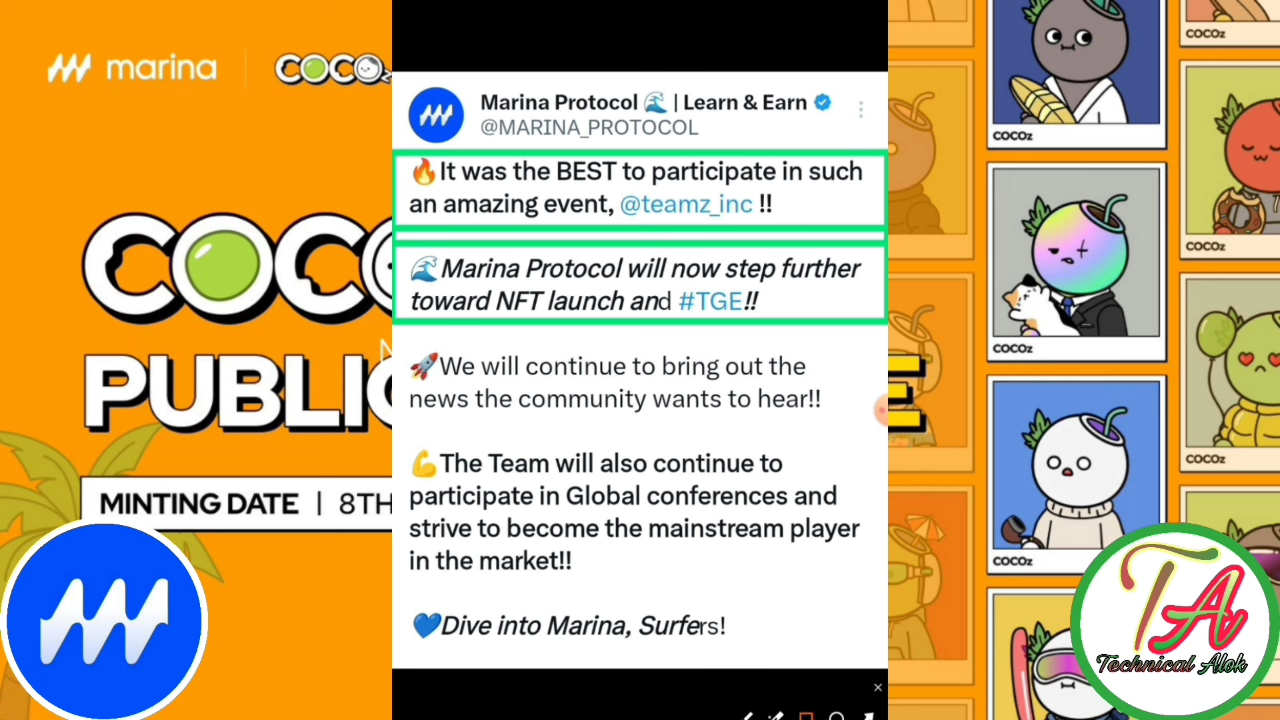 marina
COCOz
COCO
PUBLIC
MINTING DATE | 8TH
Marina Protocol 🌊 | Learn & Earn
@MARINA_PROTOCOL
🔥It was the BEST to participate in such
an amazing event, @teamz_inc !!
🌊Marina Protocol will now step further
toward NFT launch and #TGE!!
🚀We will continue to bring out the
news the community wants to hear!!
💪The Team will also continue to
participate in Global conferences and
strive to become the mainstream player
in the market!!
💙Dive into Marina, Surfers!
E
COCOz
COCOz
COCOz
COCOz
COCOz
COCOz
TA
Technical Alok